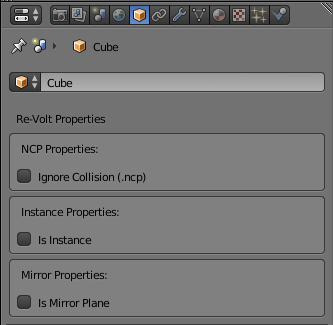 Cube
Cube
Re-Volt Properties
NCP Properties:
Ignore Collision (.ncp)
Instance Properties:
Is Instance
Mirror Properties:
Is Mirror Plane